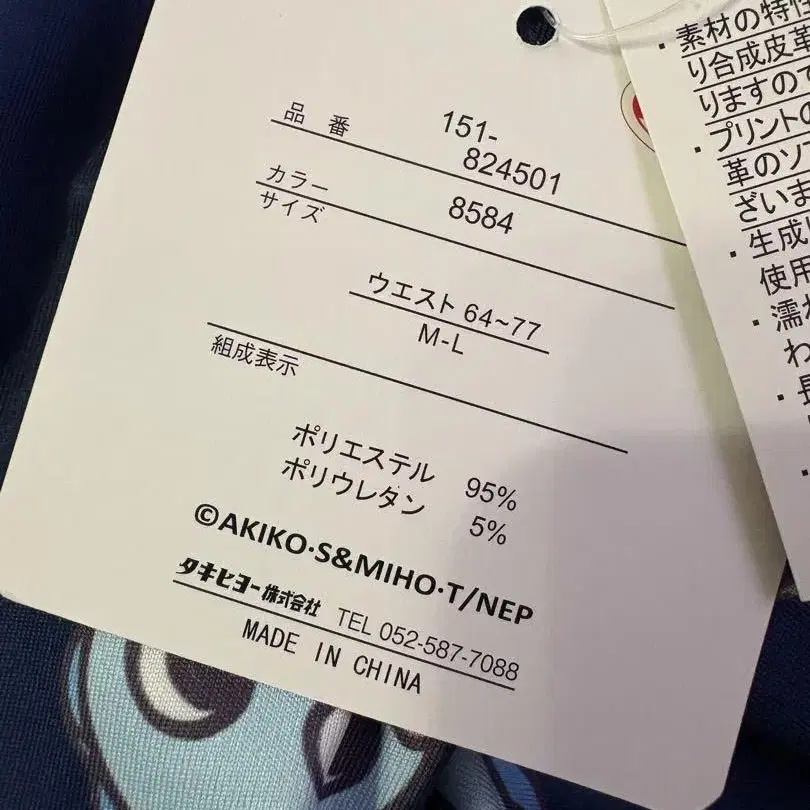 品 番 151-
824501
カラー 8584
サイズ
ウエスト 64~77
M-L
組成表示
ポリエステル 95%
ポリウレタン 5%
©AKIKO・S&MIHO・T/NEP
タキヒヨー株式会社 TEL 052-587-7088
MADE IN CHINA
・素材の特性
り合成皮革
りますので
・プリントの
革のソフ
ざいま
・生成
使用
・濡れ
わ
・長